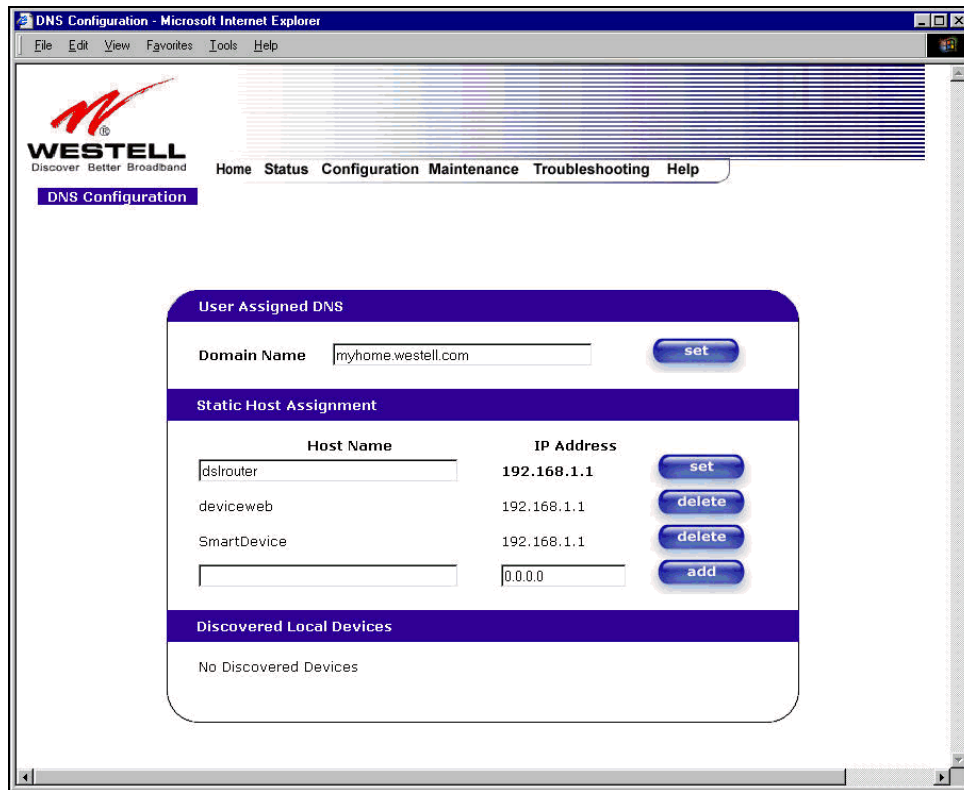 DNS Configuration - Microsoft Internet Explorer
File Edit View Favorites Tools Help
WESTELL®
Discover Better Broadband
Home Status Configuration Maintenance Troubleshooting Help
DNS Configuration
User Assigned DNS
Domain Name myhome.westell.com set
Static Host Assignment
Host Name IP Address
dslrouter 192.168.1.1 set
deviceweb 192.168.1.1 delete
SmartDevice 192.168.1.1 delete
0.0.0.0 add
Discovered Local Devices
No Discovered Devices